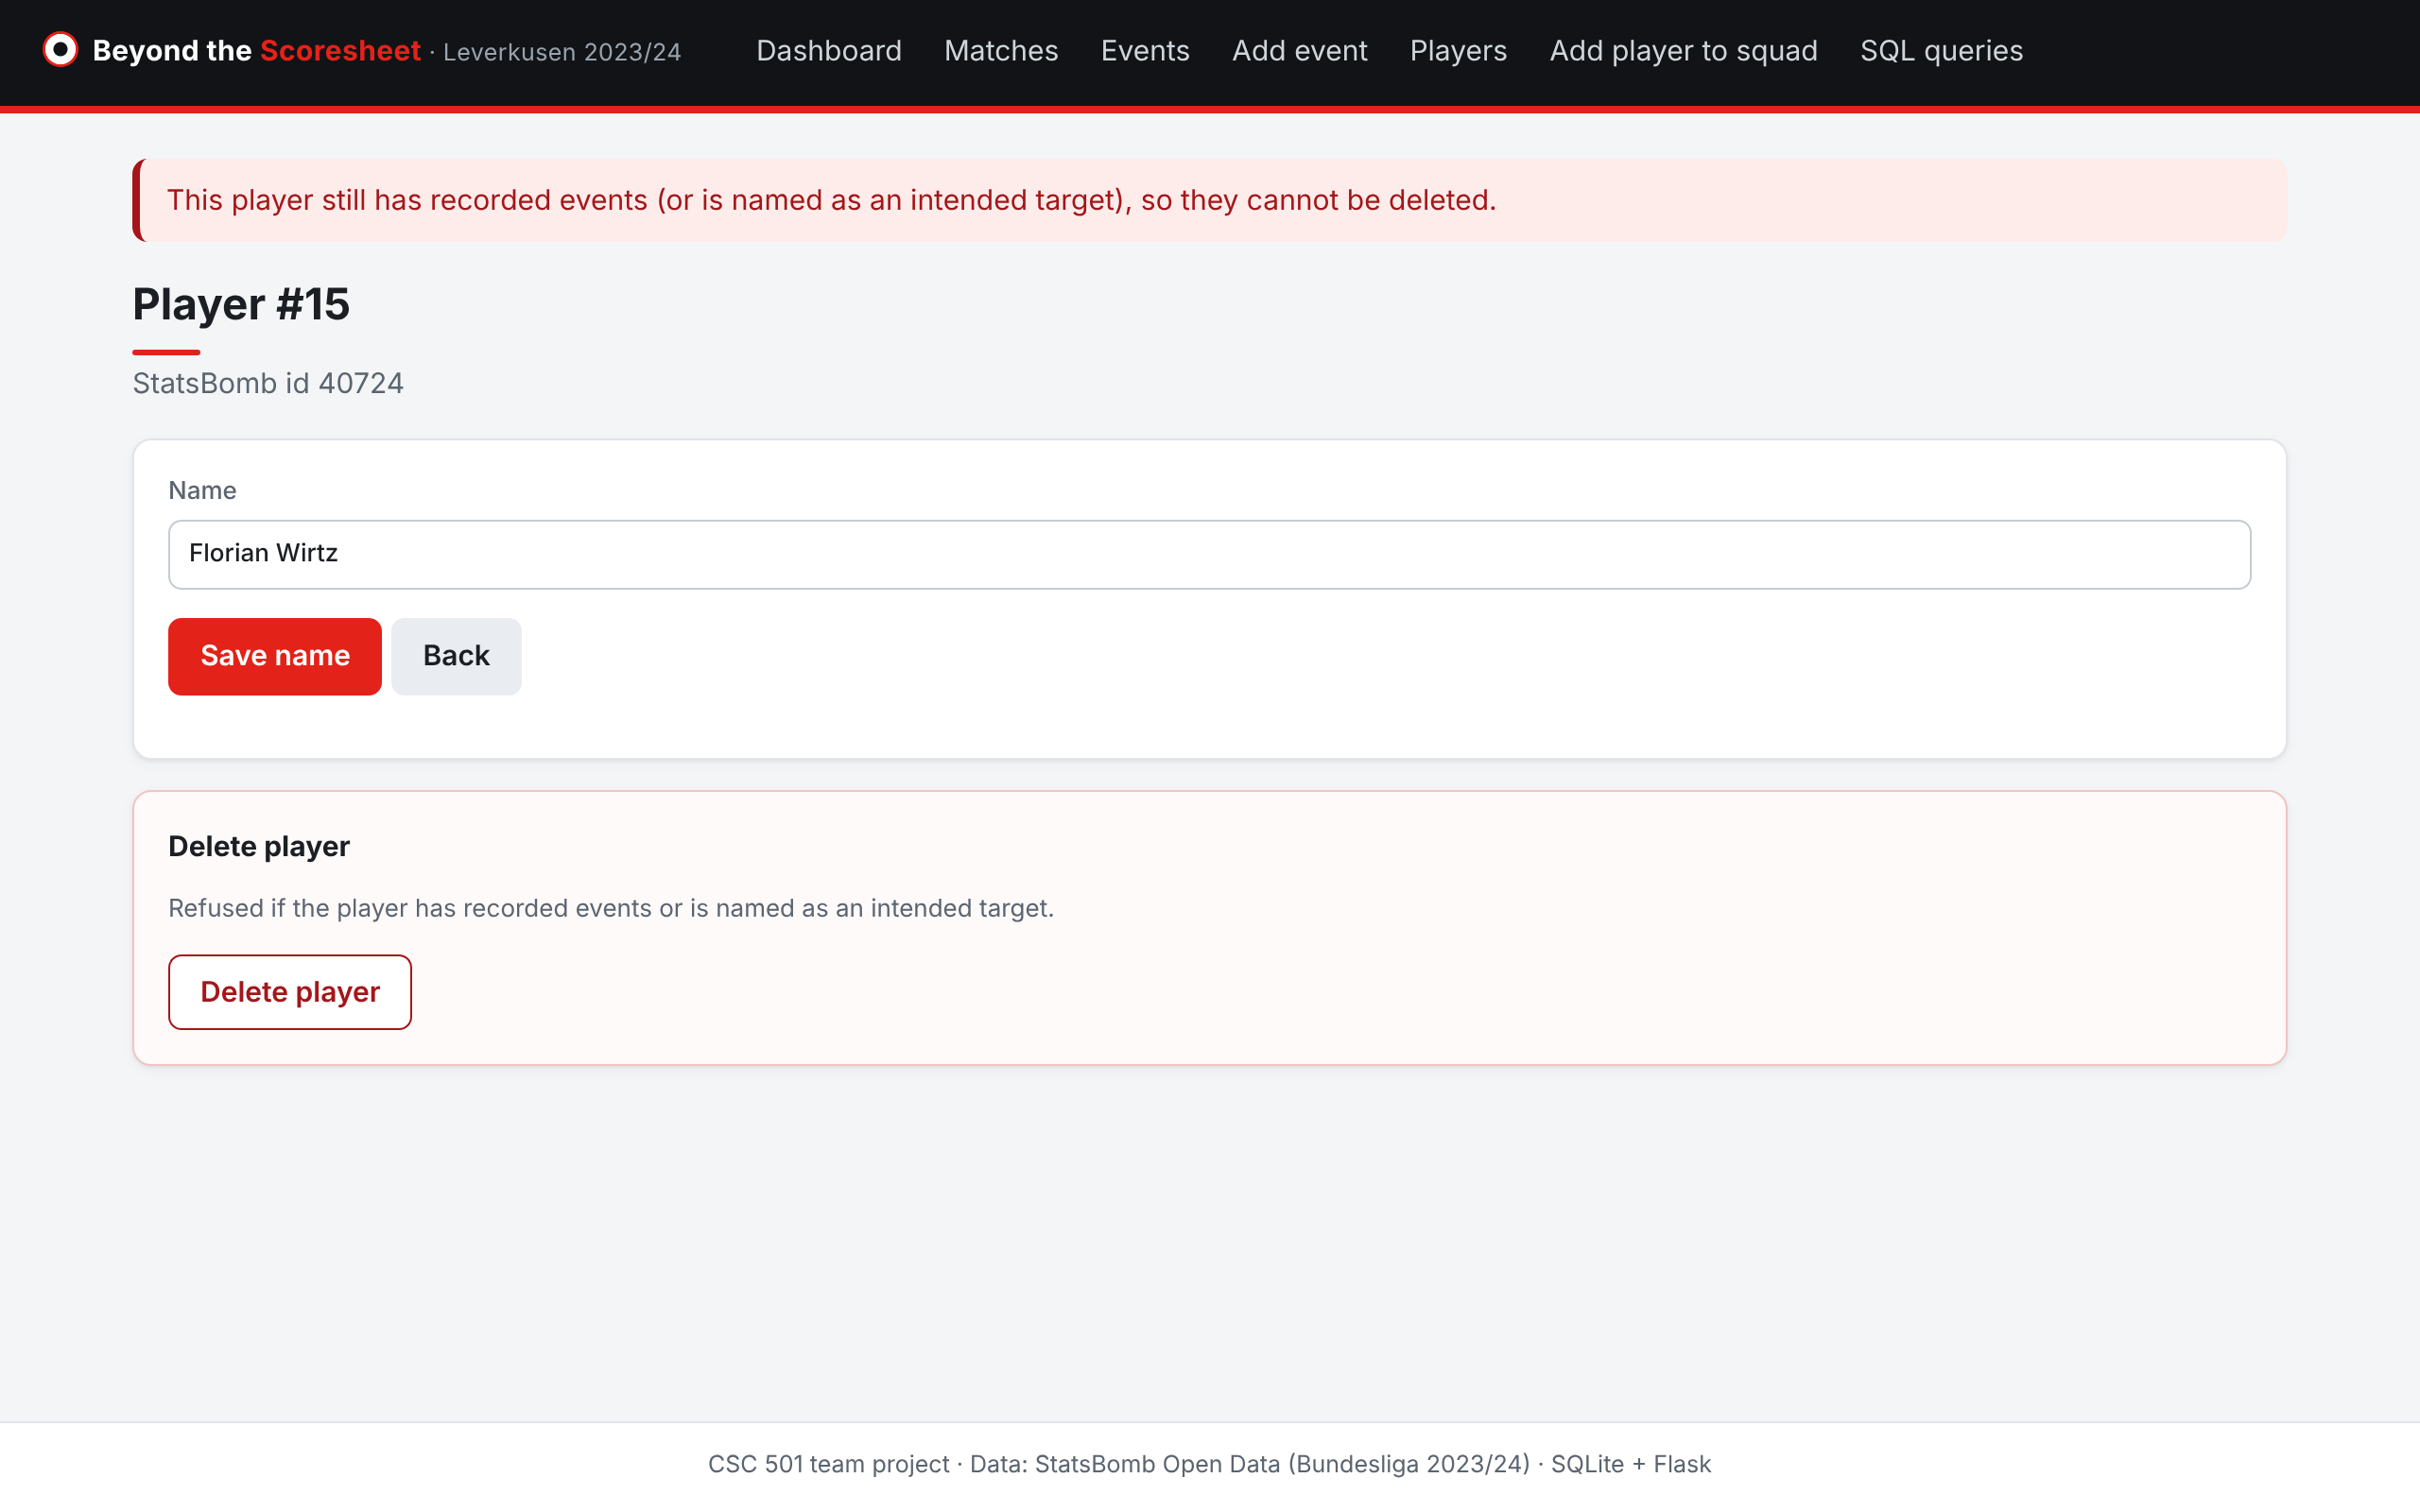 Beyond the Scoresheet · Leverkusen 2023/24 Dashboard Matches Events Add event Players Add player to squad SQL queries
This player still has recorded events (or is named as an intended target), so they cannot be deleted.
Player #15
StatsBomb id 40724
Name
Florian Wirtz
Save name Back
Delete player
Refused if the player has recorded events or is named as an intended target.
Delete player
CSC 501 team project · Data: StatsBomb Open Data (Bundesliga 2023/24) · SQLite + Flask